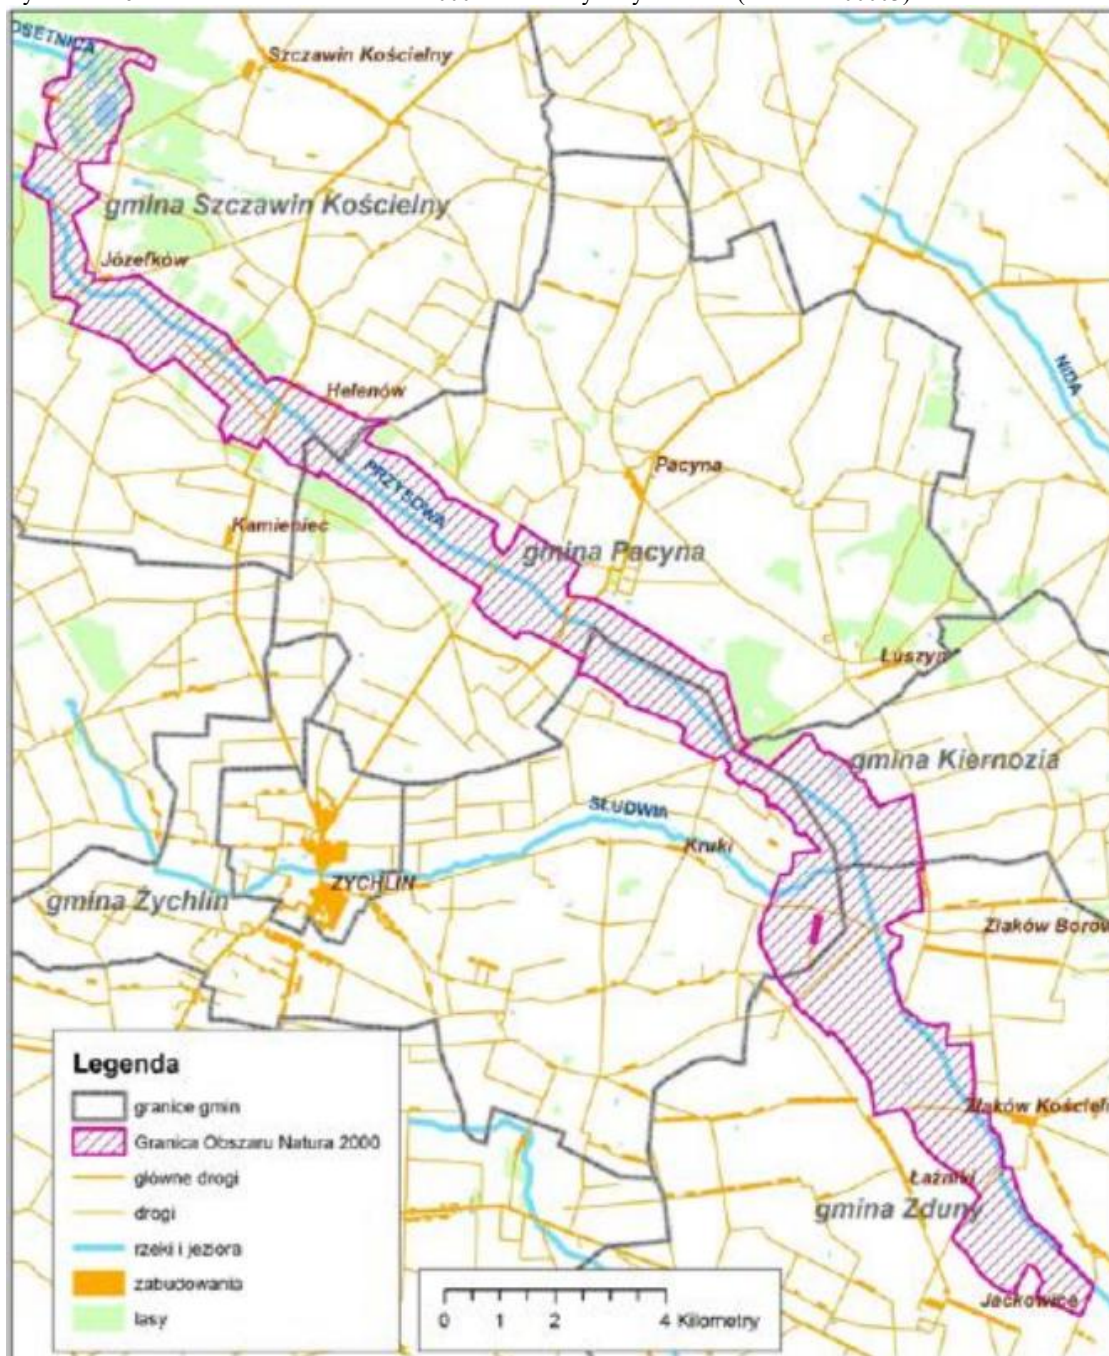 OSETNICA
Szczawin Kościelny
gmina Szczawin Kościelny
Józefków
NIDA
Helenów
Pacyna
PRZYSOWA
Kamieniec
gmina Pacyna
Łuszyn
gmina Kiernozia
SŁUDWIA
Kruki
ŻYCHLIN
gmina Żychlin
Złaków Borow
Legenda
granice gmin
Granica Obszaru Natura 2000
główne drogi
drogi
rzeki i jeziora
zabudowania
lasy
Złaków Kościeln
Łaźniki
gmina Zduny
Jackowice
0 1 2 4 Kilometry